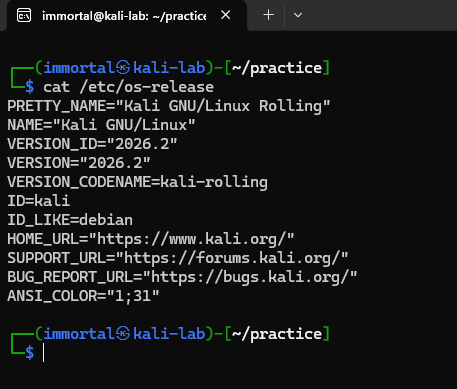 immortal@kali-lab: ~/practice
┌──(immortal㉿kali-lab)-[~/practice]
└─$ cat /etc/os-release
PRETTY_NAME="Kali GNU/Linux Rolling"
NAME="Kali GNU/Linux"
VERSION_ID="2026.2"
VERSION="2026.2"
VERSION_CODENAME=kali-rolling
ID=kali
ID_LIKE=debian
HOME_URL="https://www.kali.org/"
SUPPORT_URL="https://forums.kali.org/"
BUG_REPORT_URL="https://bugs.kali.org/"
ANSI_COLOR="1;31"
┌──(immortal㉿kali-lab)-[~/practice]
└─$